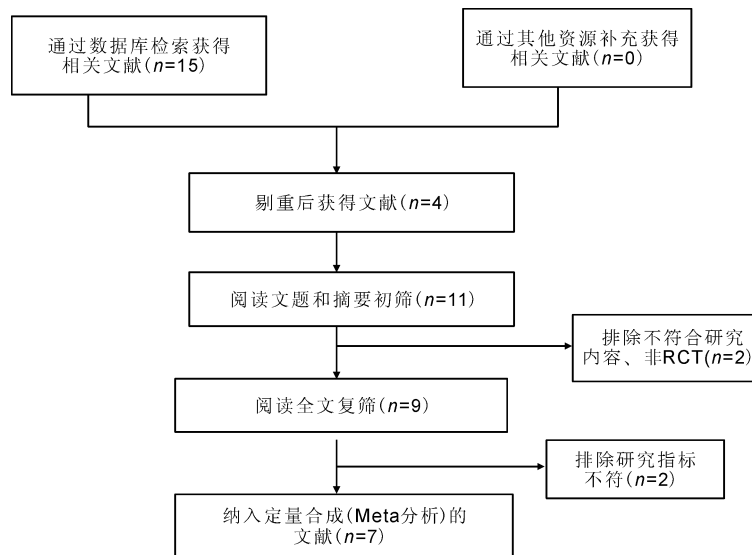 通过数据库检索获得
相关文献(n=15)
通过其他资源补充获得
相关文献(n=0)
剔重后获得文献(n=4)
阅读文题和摘要初筛(n=11)
排除不符合研究
内容、非RCT(n=2)
阅读全文复筛(n=9)
排除研究指标
不符(n=2)
纳入定量合成(Meta分析)的
文献(n=7)